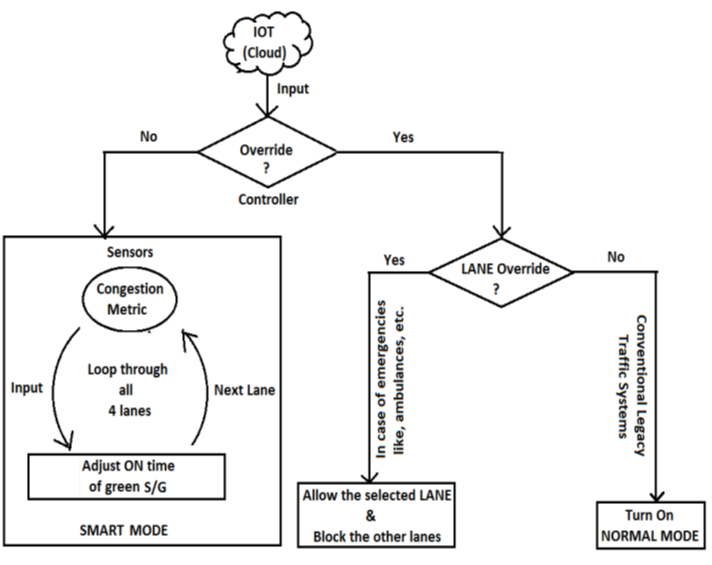 IOT
(Cloud)
Input
No
Yes
Override
?
Controller
Sensors
Congestion
Metric
Input
Loop through
all
4 lanes
Next Lane
Adjust ON time
of green S/G
SMART MODE
Yes
LANE Override
?
No
In case of emergencies
like, ambulances, etc.
Conventional Legacy
Traffic Systems
Allow the selected LANE
&
Block the other lanes
Turn On
NORMAL MODE